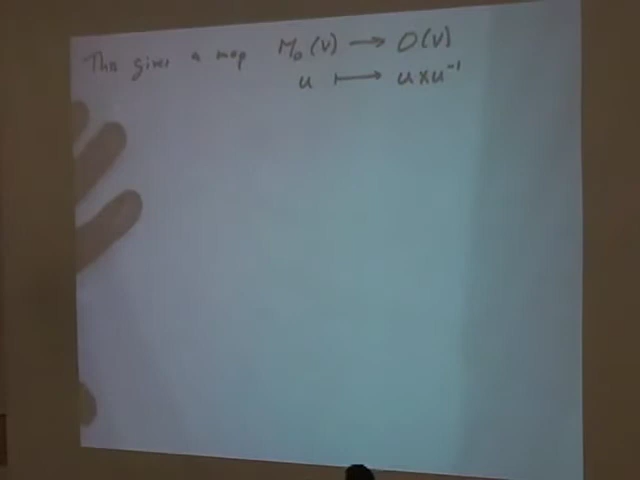 This gives a map M₀(V) ⟶ O(V)
u ⟼ uxu⁻¹